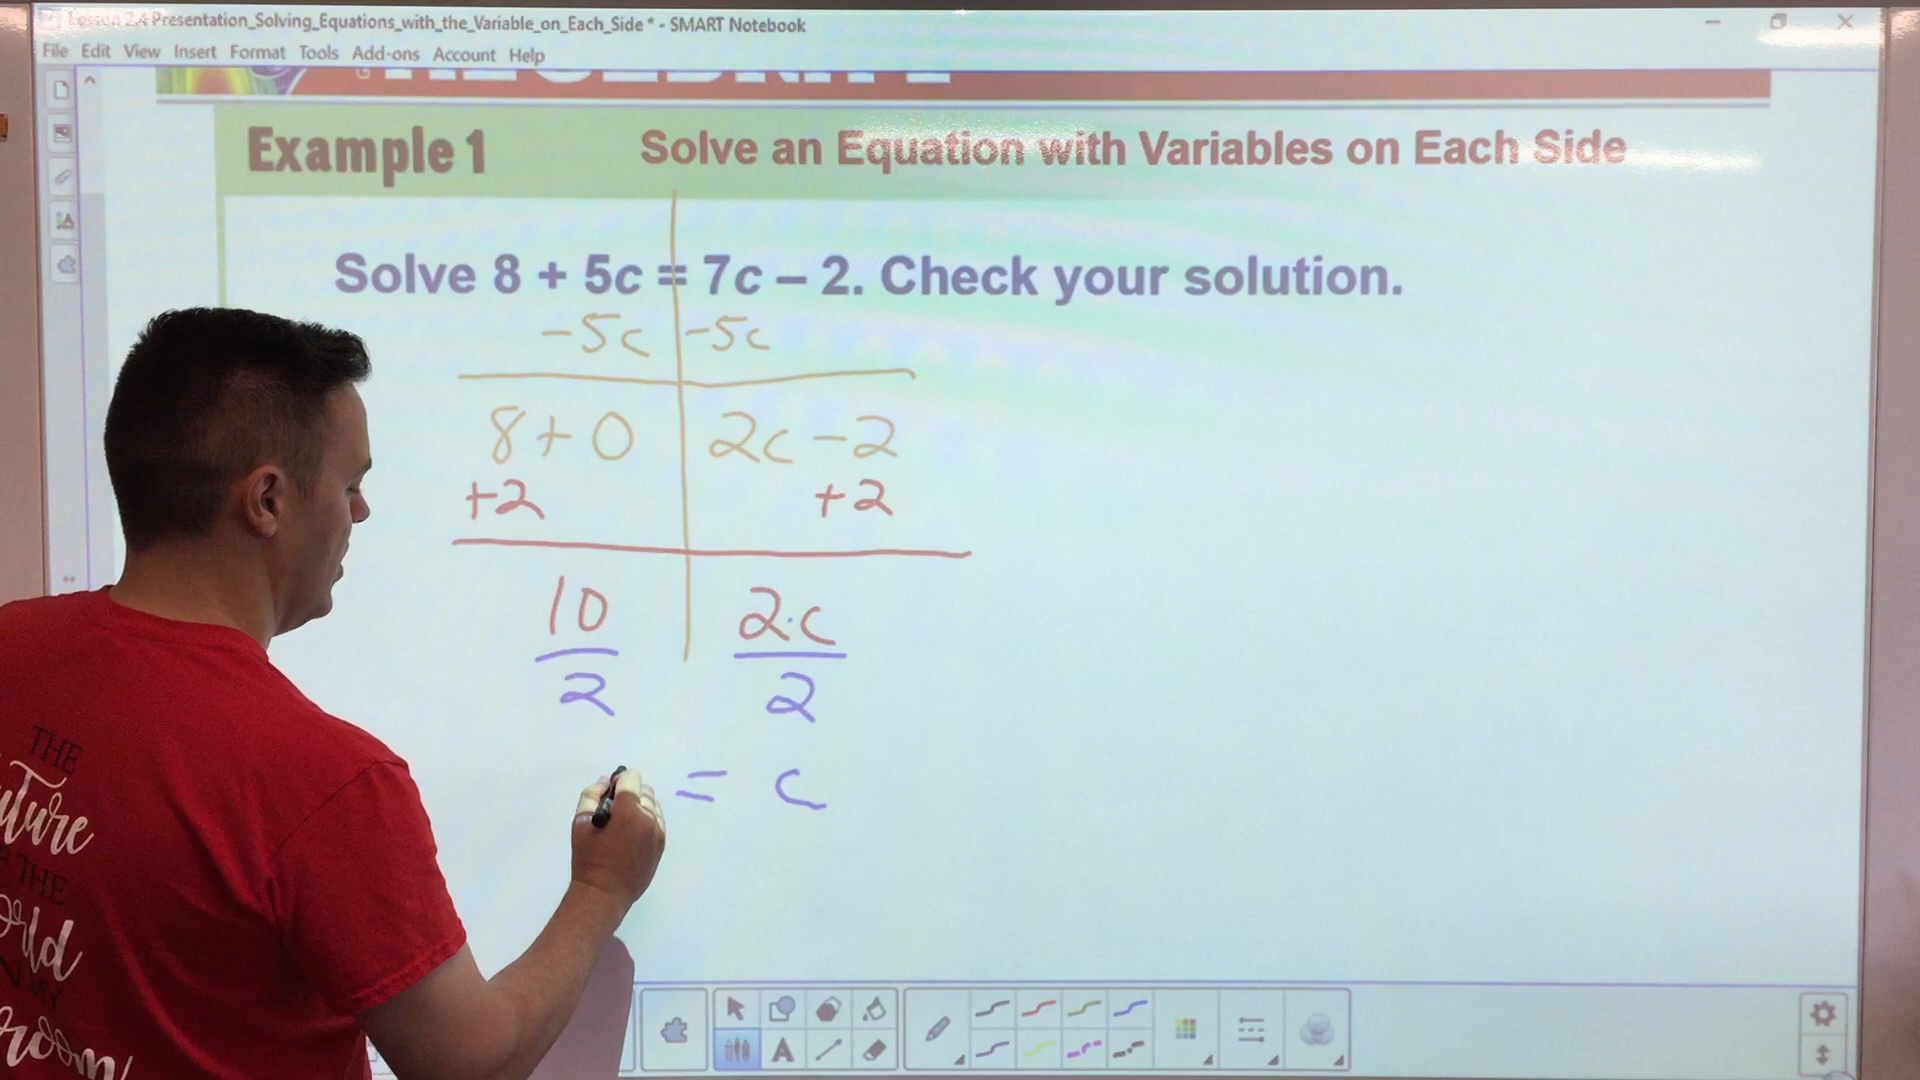 Lesson 2.4 Presentation_Solving_Equations_with_the_Variable_on_Each_Side * - SMART Notebook
File Edit View Insert Format Tools Add-ons Account Help
Example 1 Solve an Equation with Variables on Each Side
Solve 8 + 5c = 7c – 2. Check your solution.
-5c -5c
8+0 2c-2
+2 +2
10 2·c
2 2
= c
THE
THE